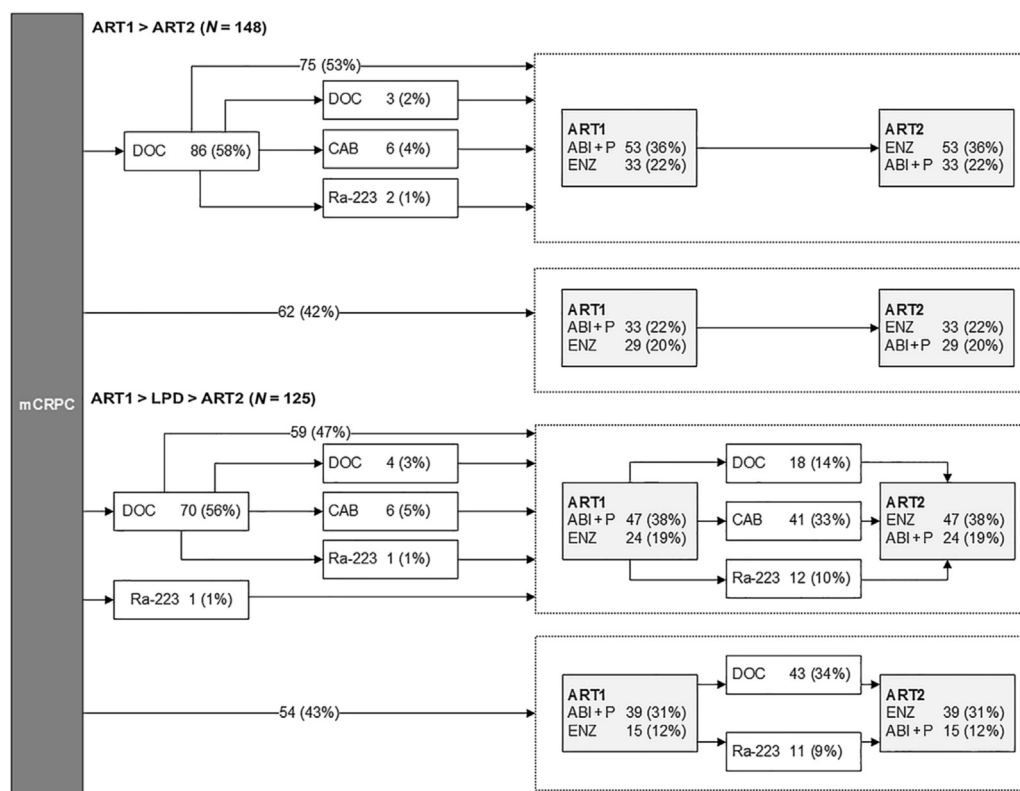 ART1 > ART2 (N = 148)
75 (53%)
DOC 3 (2%)
DOC 86 (58%)
CAB 6 (4%)
Ra-223 2 (1%)
ART1
ABI + P 53 (36%)
ENZ 33 (22%)
ART2
ENZ 53 (36%)
ABI + P 33 (22%)
62 (42%)
ART1
ABI + P 33 (22%)
ENZ 29 (20%)
ART2
ENZ 33 (22%)
ABI + P 29 (20%)
mCRPC
ART1 > LPD > ART2 (N = 125)
59 (47%)
DOC 4 (3%)
DOC 70 (56%)
CAB 6 (5%)
Ra-223 1 (1%)
Ra-223 1 (1%)
ART1
ABI + P 47 (38%)
ENZ 24 (19%)
DOC 18 (14%)
CAB 41 (33%)
Ra-223 12 (10%)
ART2
ENZ 47 (38%)
ABI + P 24 (19%)
54 (43%)
ART1
ABI + P 39 (31%)
ENZ 15 (12%)
DOC 43 (34%)
Ra-223 11 (9%)
ART2
ENZ 39 (31%)
ABI + P 15 (12%)